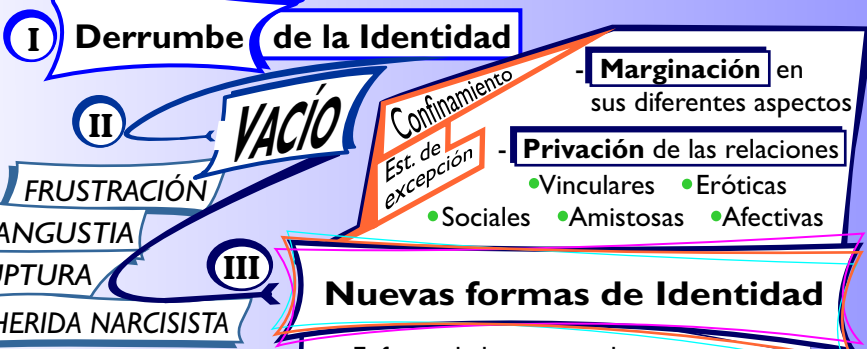 I Derrumbe de la Identidad
II VACÍO
Confinamiento
Est. de
excepción
- Marginación en
sus diferentes aspectos
- Privación de las relaciones
•Vinculares •Eróticas
•Sociales •Amistosas •Afectivas
FRUSTRACIÓN
ANGUSTIA
HERIDA NARCISISTA
III Nuevas formas de Identidad